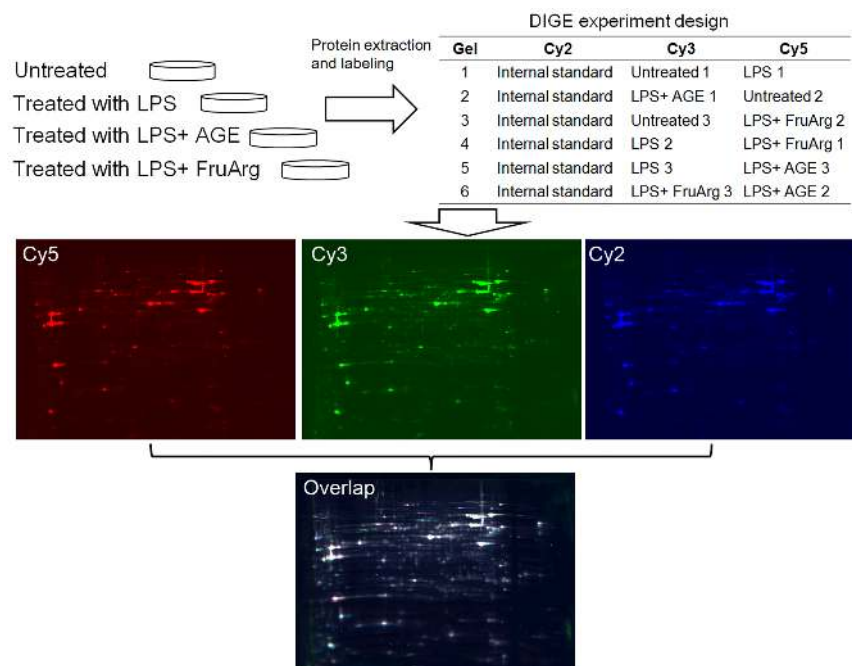 DIGE experiment design
Protein extraction
and labeling
Gel Cy2 Cy3 Cy5
1 Internal standard Untreated 1 LPS 1
2 Internal standard LPS+ AGE 1 Untreated 2
3 Internal standard Untreated 3 LPS+ FruArg 2
4 Internal standard LPS 2 LPS+ FruArg 1
5 Internal standard LPS 3 LPS+ AGE 3
6 Internal standard LPS+ FruArg 3 LPS+ AGE 2
Untreated
Treated with LPS
Treated with LPS+ AGE
Treated with LPS+ FruArg
Cy5
Cy3
Cy2
Overlap